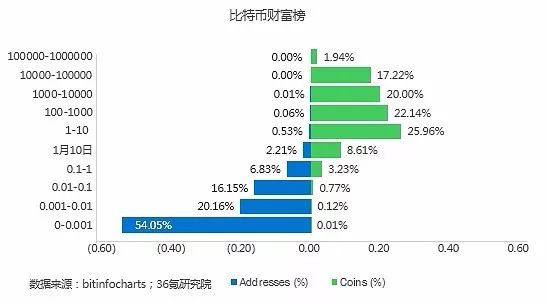 比特币财富榜
100000-1000000 0.00% 1.94%
10000-100000 0.00% 17.22%
1000-10000 0.01% 20.00%
100-1000 0.06% 22.14%
1-10 0.53% 25.96%
1月10日 2.21% 8.61%
0.1-1 6.83% 3.23%
0.01-0.1 16.15% 0.77%
0.001-0.01 20.16% 0.12%
0-0.001 54.05% 0.01%
(0.60) (0.40) (0.20) 0.00 0.20 0.40 0.60
数据来源：bitinfocharts；36氪研究院 Addresses (%) Coins (%)